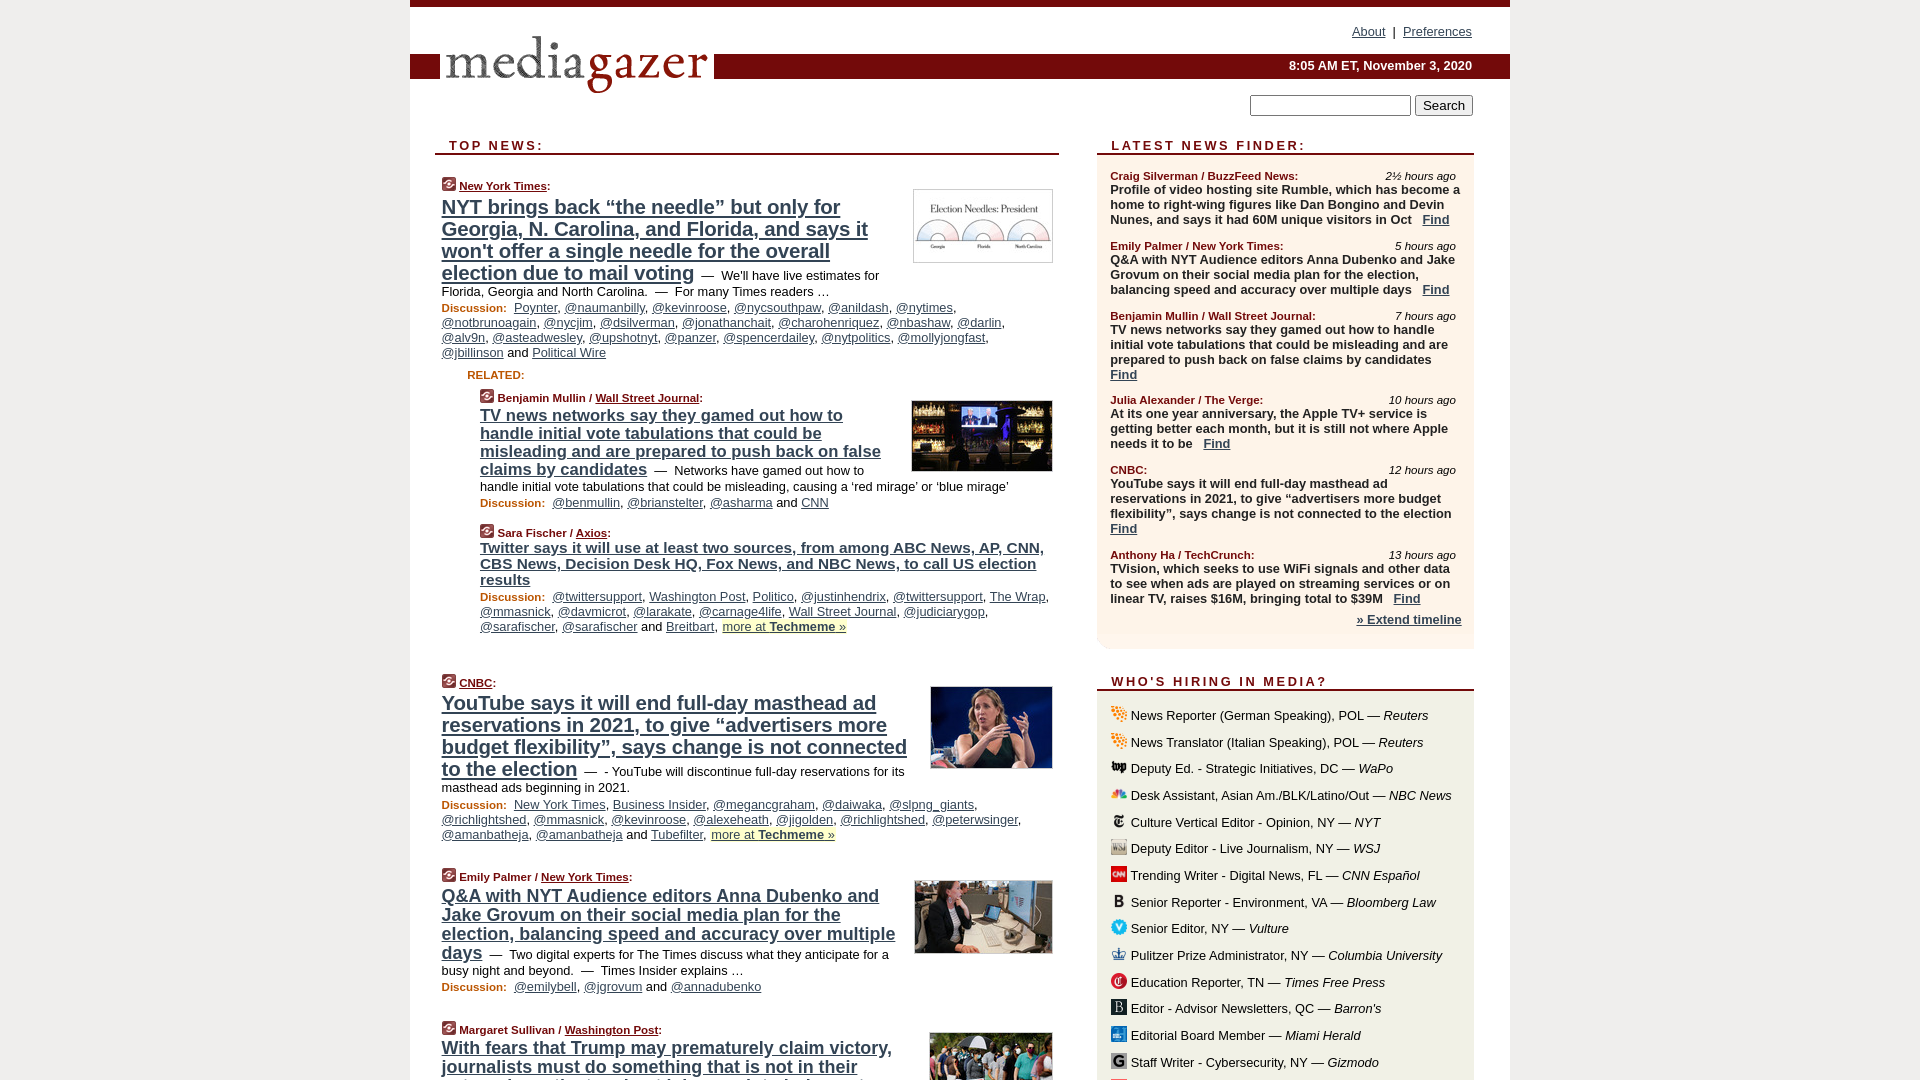 About | Preferences
mediagazer
8:05 AM ET, November 3, 2020
Search
TOP NEWS:
New York Times:
NYT brings back “the needle” but only for
Georgia, N. Carolina, and Florida, and says it
won't offer a single needle for the overall
election due to mail voting — We'll have live estimates for
Florida, Georgia and North Carolina. — For many Times readers …
Election Needles: President
Georgia Florida North Carolina
Discussion: Poynter, @naumanbilly, @kevinroose, @nycsouthpaw, @anildash, @nytimes,
@notbrunoagain, @nycjim, @dsilverman, @jonathanchait, @charohenriquez, @nbashaw, @darlin,
@alv9n, @asteadwesley, @upshotnyt, @panzer, @spencerdailey, @nytpolitics, @mollyjongfast,
@jbillinson and Political Wire
RELATED:
Benjamin Mullin / Wall Street Journal:
TV news networks say they gamed out how to
handle initial vote tabulations that could be
misleading and are prepared to push back on false
claims by candidates — Networks have gamed out how to
handle initial vote tabulations that could be misleading, causing a ‘red mirage’ or ‘blue mirage’
Discussion: @benmullin, @brianstelter, @asharma and CNN
Sara Fischer / Axios:
Twitter says it will use at least two sources, from among ABC News, AP, CNN,
CBS News, Decision Desk HQ, Fox News, and NBC News, to call US election
results
Discussion: @twittersupport, Washington Post, Politico, @justinhendrix, @twittersupport, The Wrap,
@mmasnick, @davmicrot, @larakate, @carnage4life, Wall Street Journal, @judiciarygop,
@sarafischer, @sarafischer and Breitbart, more at Techmeme »
CNBC:
YouTube says it will end full-day masthead ad
reservations in 2021, to give “advertisers more
budget flexibility”, says change is not connected
to the election — - YouTube will discontinue full-day reservations for its
masthead ads beginning in 2021.
Discussion: New York Times, Business Insider, @megancgraham, @daiwaka, @slpng_giants,
@richlightshed, @mmasnick, @kevinroose, @alexeheath, @jigolden, @richlightshed, @peterwsinger,
@amanbatheja, @amanbatheja and Tubefilter, more at Techmeme »
Emily Palmer / New York Times:
Q&A with NYT Audience editors Anna Dubenko and
Jake Grovum on their social media plan for the
election, balancing speed and accuracy over multiple
days — Two digital experts for The Times discuss what they anticipate for a
busy night and beyond. — Times Insider explains …
Discussion: @emilybell, @jgrovum and @annadubenko
Margaret Sullivan / Washington Post:
With fears that Trump may prematurely claim victory,
journalists must do something that is not in their
LATEST NEWS FINDER:
Craig Silverman / BuzzFeed News: 2½ hours ago
Profile of video hosting site Rumble, which has become a
home to right-wing figures like Dan Bongino and Devin
Nunes, and says it had 60M unique visitors in Oct Find
Emily Palmer / New York Times: 5 hours ago
Q&A with NYT Audience editors Anna Dubenko and Jake
Grovum on their social media plan for the election,
balancing speed and accuracy over multiple days Find
Benjamin Mullin / Wall Street Journal: 7 hours ago
TV news networks say they gamed out how to handle
initial vote tabulations that could be misleading and are
prepared to push back on false claims by candidates
Find
Julia Alexander / The Verge: 10 hours ago
At its one year anniversary, the Apple TV+ service is
getting better each month, but it is still not where Apple
needs it to be Find
CNBC: 12 hours ago
YouTube says it will end full-day masthead ad
reservations in 2021, to give “advertisers more budget
flexibility”, says change is not connected to the election
Find
Anthony Ha / TechCrunch: 13 hours ago
TVision, which seeks to use WiFi signals and other data
to see when ads are played on streaming services or on
linear TV, raises $16M, bringing total to $39M Find
» Extend timeline
WHO'S HIRING IN MEDIA?
News Reporter (German Speaking), POL — Reuters
News Translator (Italian Speaking), POL — Reuters
wp Deputy Ed. - Strategic Initiatives, DC — WaPo
Desk Assistant, Asian Am./BLK/Latino/Out — NBC News
T Culture Vertical Editor - Opinion, NY — NYT
WSJ Deputy Editor - Live Journalism, NY — WSJ
CNN Trending Writer - Digital News, FL — CNN Español
B Senior Reporter - Environment, VA — Bloomberg Law
V Senior Editor, NY — Vulture
Pulitzer Prize Administrator, NY — Columbia University
Education Reporter, TN — Times Free Press
B Editor - Advisor Newsletters, QC — Barron's
Editorial Board Member — Miami Herald
G Staff Writer - Cybersecurity, NY — Gizmodo